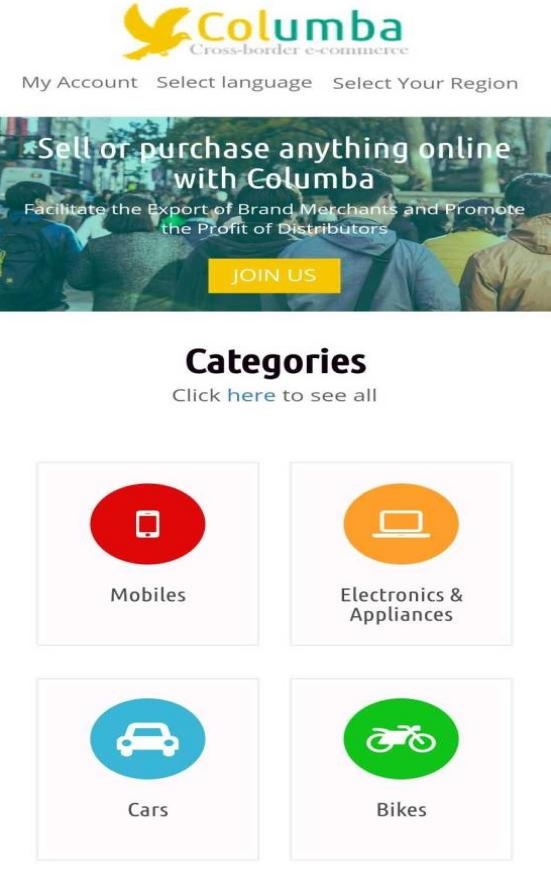 Columba
Cross-border e-commerce
My Account Select language Select Your Region
Sell or purchase anything online
with Columba
Facilitate the Export of Brand Merchants and Promote
the Profit of Distributors
JOIN US
Categories
Click here to see all
Mobiles
Electronics &
Appliances
Cars
Bikes